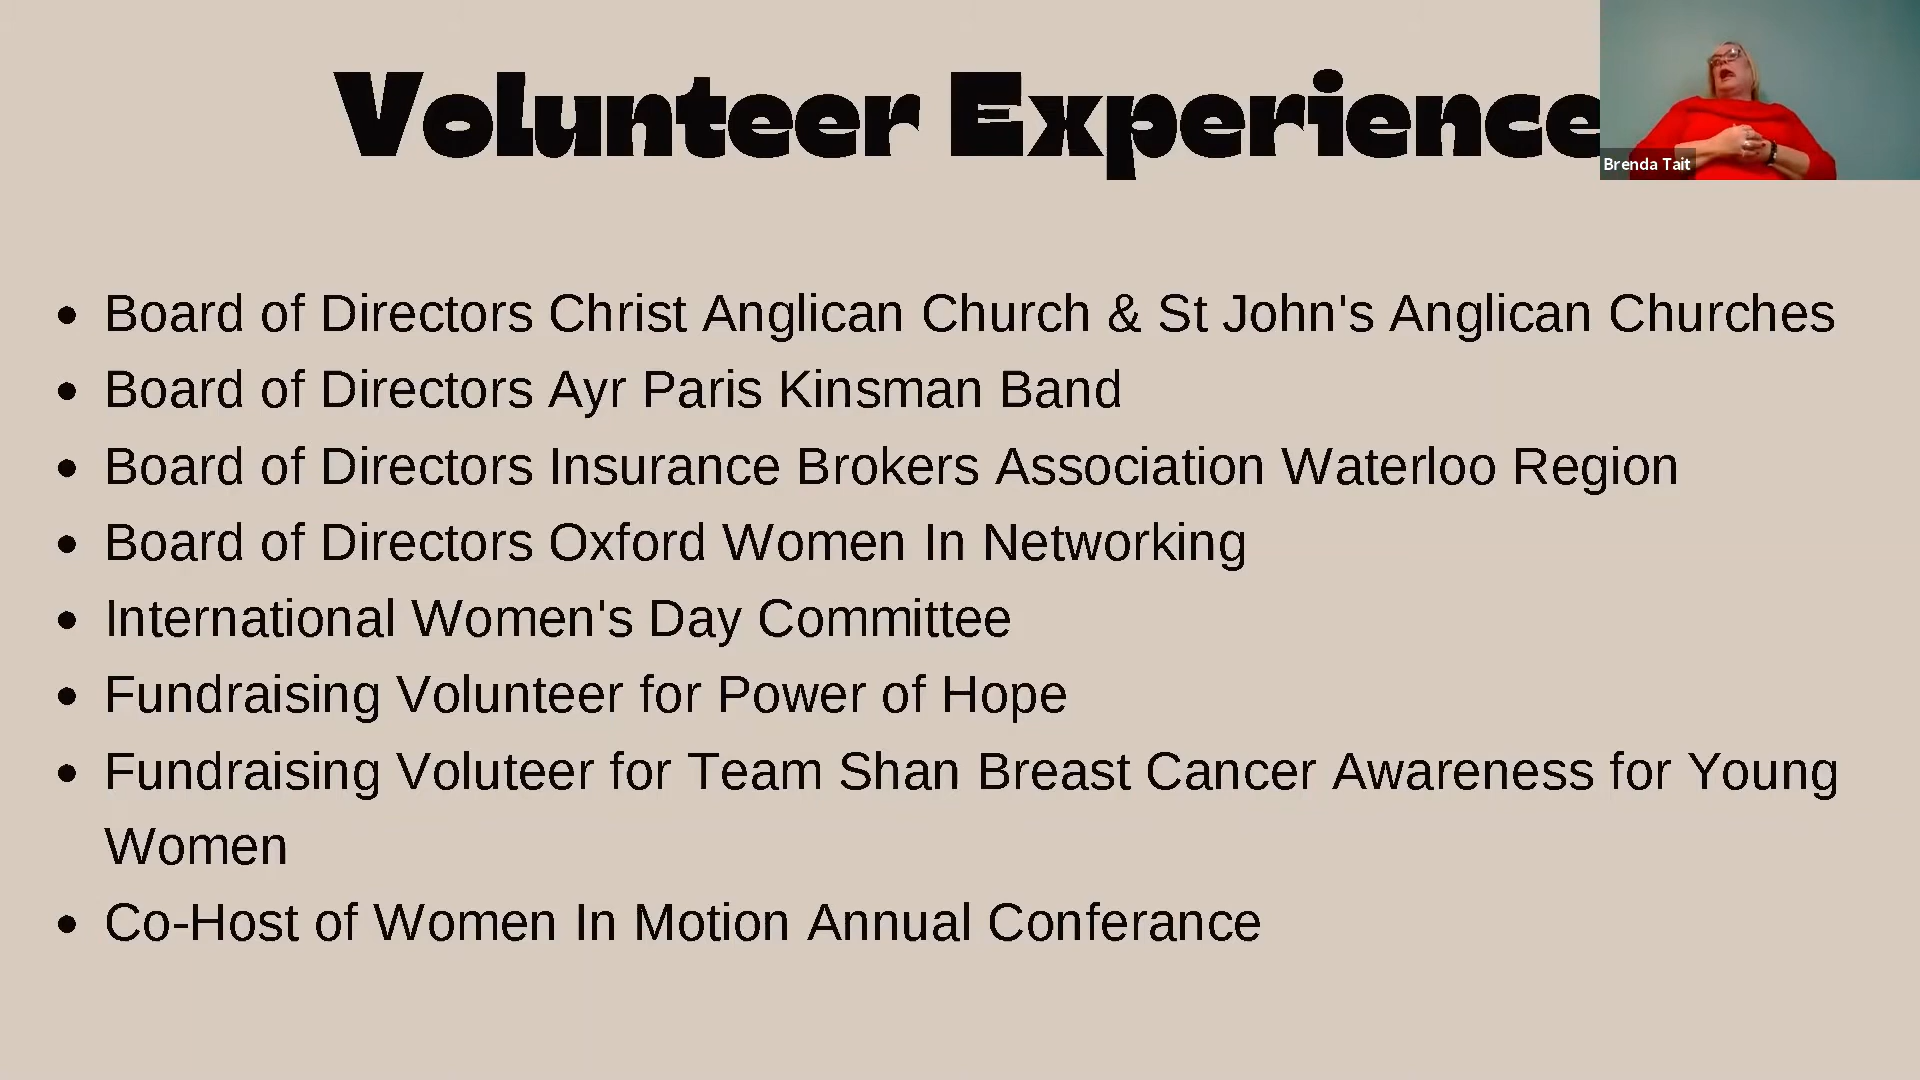 Volunteer Experience
Brenda Tait
Board of Directors Christ Anglican Church & St John's Anglican Churches
Board of Directors Ayr Paris Kinsman Band
Board of Directors Insurance Brokers Association Waterloo Region
Board of Directors Oxford Women In Networking
International Women's Day Committee
Fundraising Volunteer for Power of Hope
Fundraising Voluteer for Team Shan Breast Cancer Awareness for Young
Women
Co-Host of Women In Motion Annual Conferance